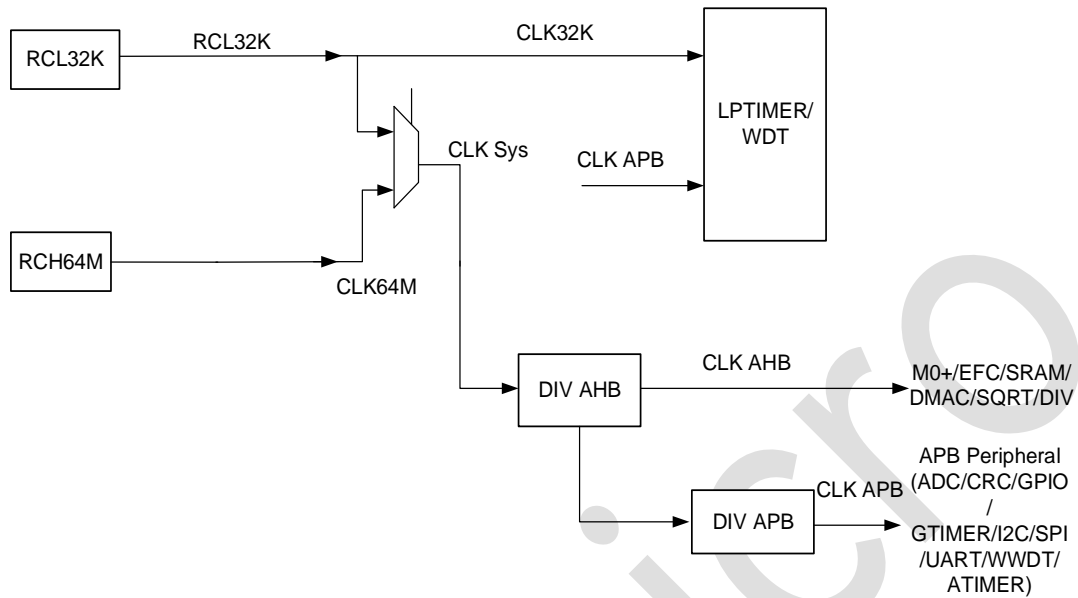 RCL32K
RCL32K
CLK32K
LPTIMER/
WDT
CLK Sys
CLK APB
RCH64M
CLK64M
DIV AHB
CLK AHB
M0+/EFC/SRAM/
DMAC/SQRT/DIV
DIV APB
CLK APB
APB Peripheral
(ADC/CRC/GPIO
/
GTIMER/I2C/SPI
/UART/WWDT/
ATIMER)
icro